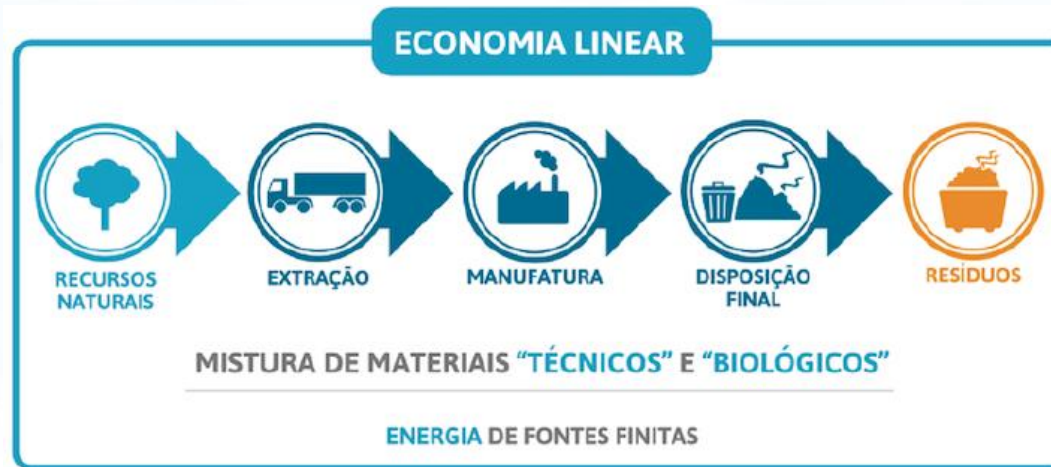 ECONOMIA LINEAR
RECURSOS
NATURAIS
EXTRAÇÃO
MANUFATURA
DISPOSIÇÃO
FINAL
RESÍDUOS
MISTURA DE MATERIAIS “TÉCNICOS” E “BIOLÓGICOS”
ENERGIA DE FONTES FINITAS